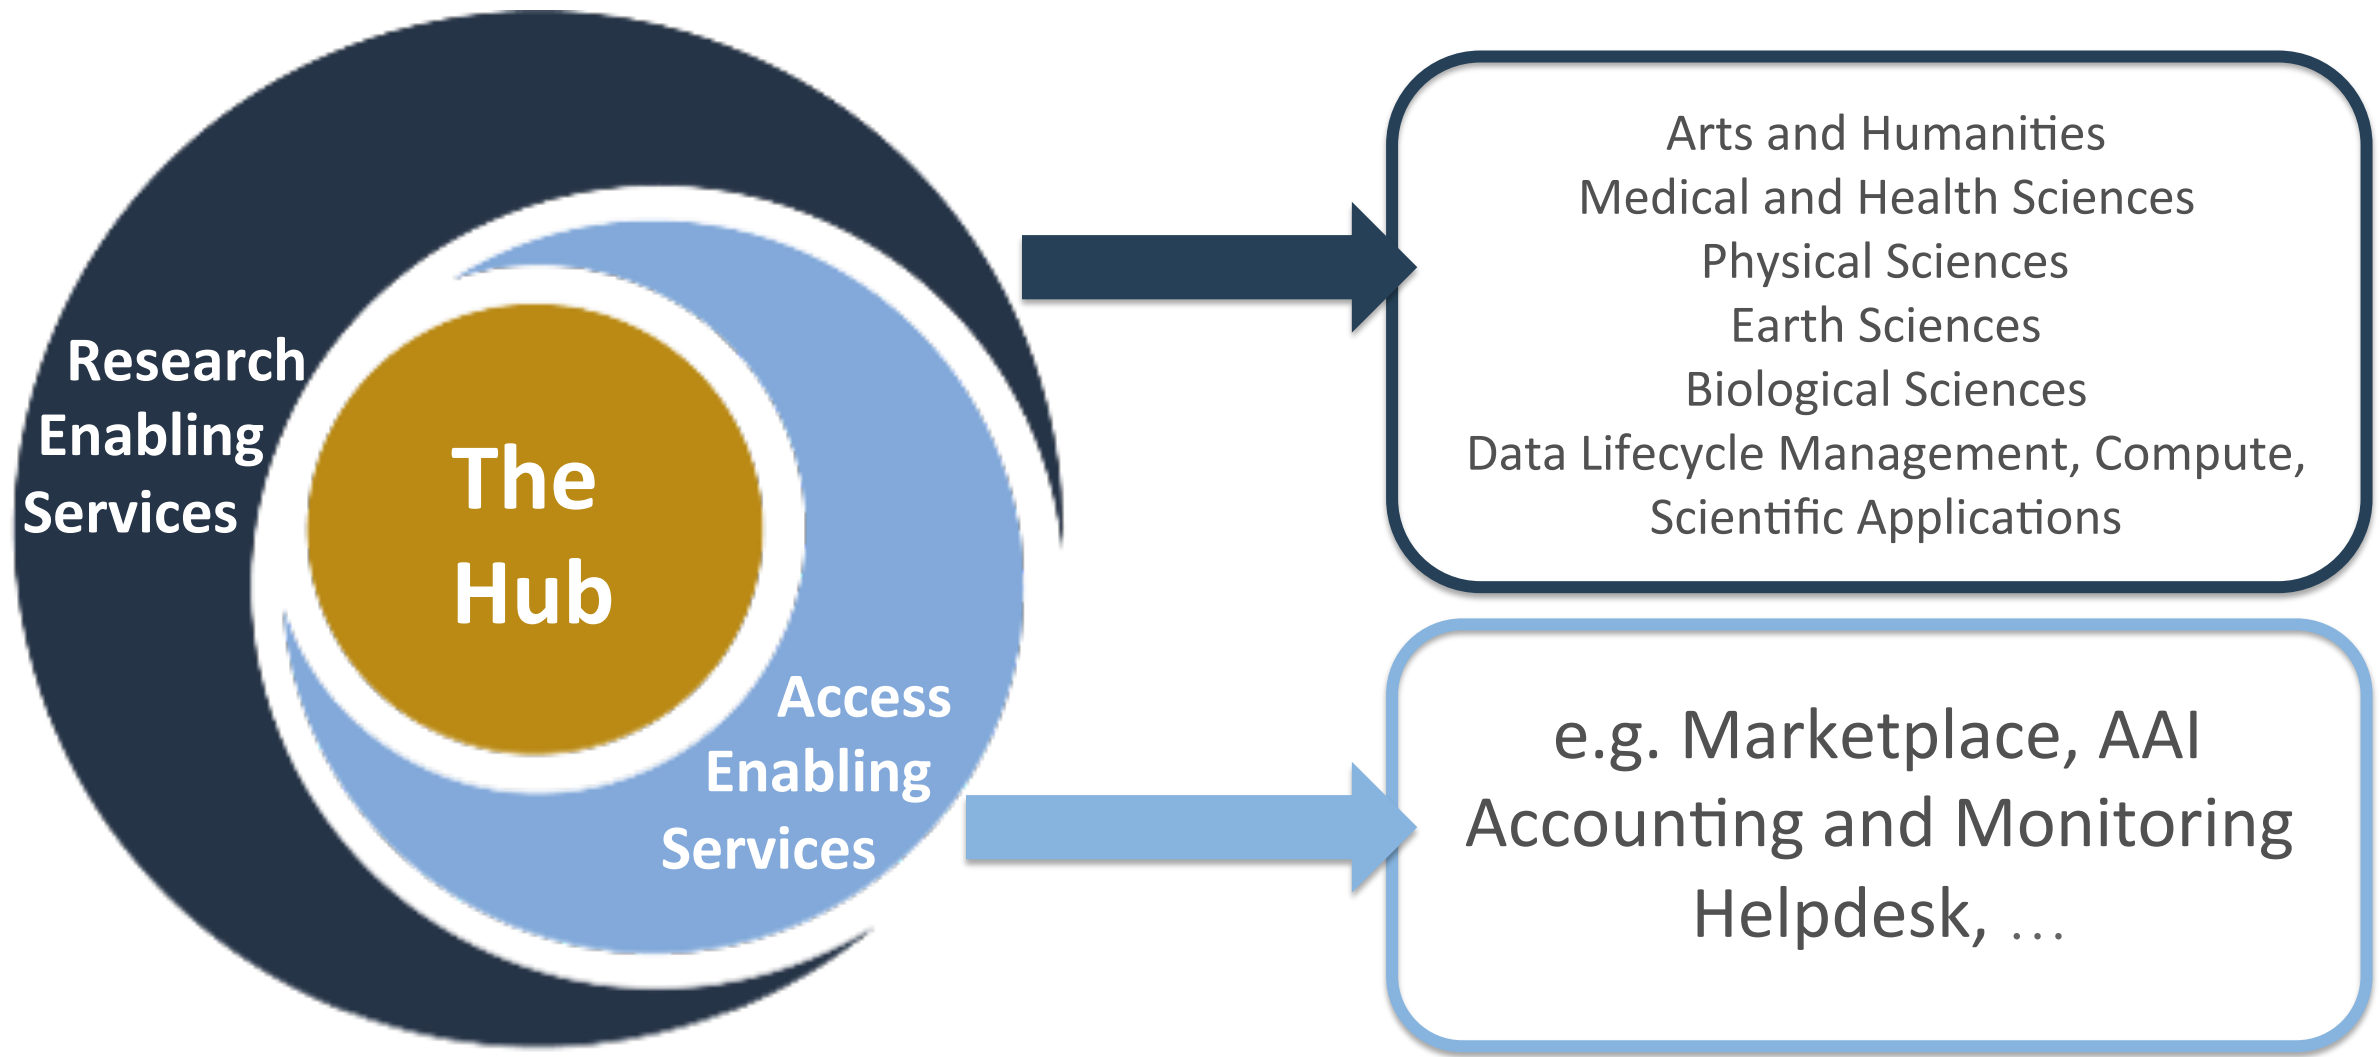 Research
Enabling
Services
The
Hub
Access
Enabling
Services
Arts and Humanities
Medical and Health Sciences
Physical Sciences
Earth Sciences
Biological Sciences
Data Lifecycle Management, Compute,
Scientific Applications
e.g. Marketplace, AAI
Accounting and Monitoring
Helpdesk, …